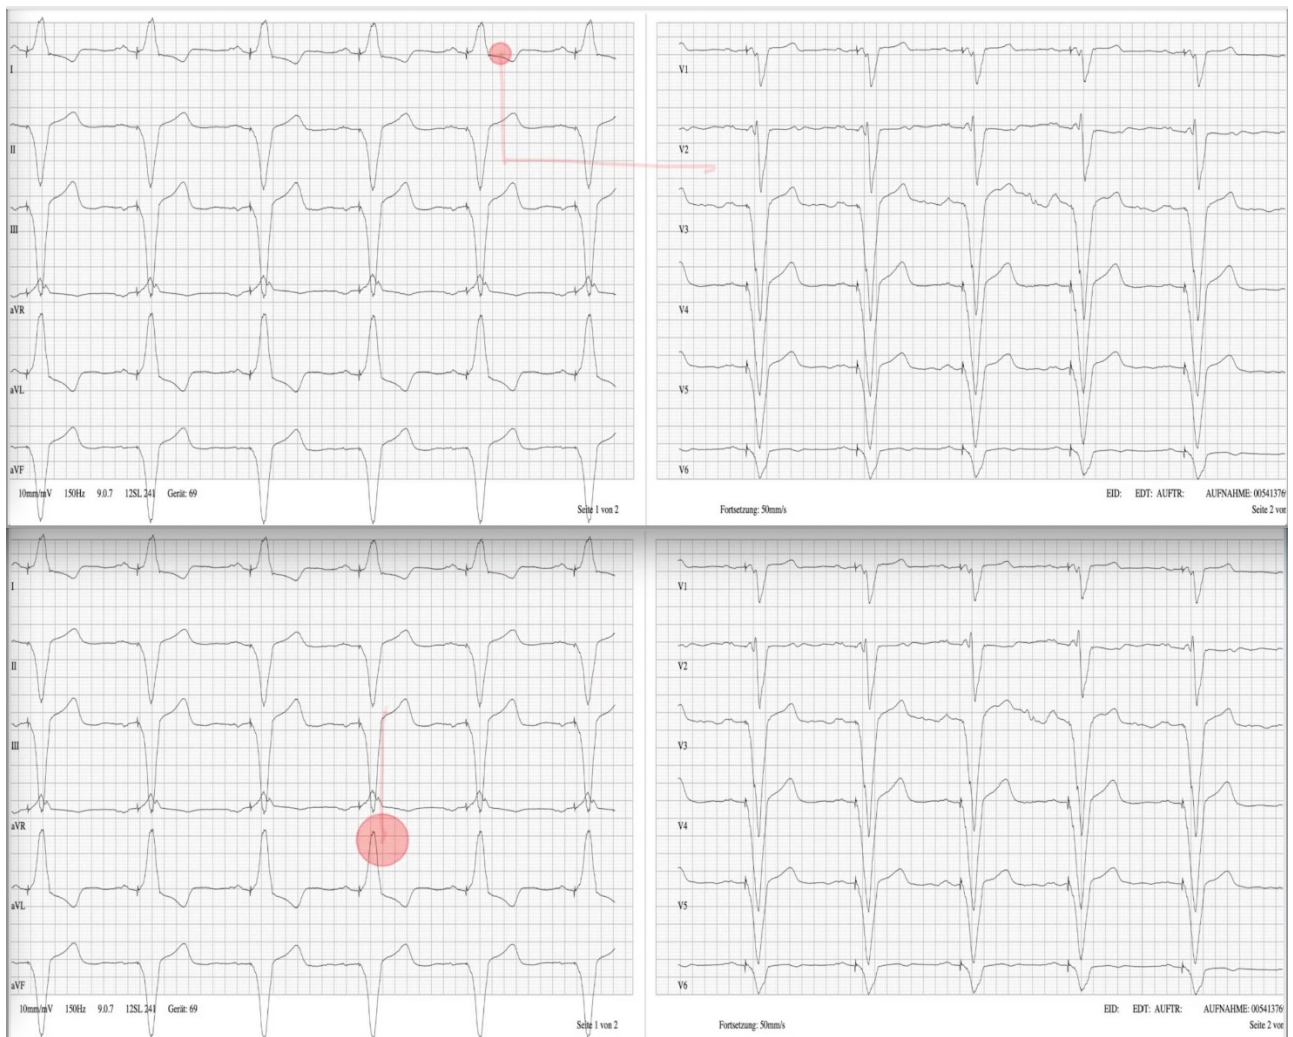 I
II
III
aVR
aVL
aVF
10mm/mV 150Hz 9.0.7 12SL 241 Gerät: 69
Seite 1 von 2
V1
V2
V3
V4
V5
V6
EID: EDT: AUFTR: AUFNAHME: 00541376
Fortsetzung: 50mm/s
Seite 2 von
I
II
III
aVR
aVL
aVF
10mm/mV 150Hz 9.0.7 12SL 241 Gerät: 69
Seite 1 von 2
V1
V2
V3
V4
V5
V6
EID: EDT: AUFTR: AUFNAHME: 00541376
Fortsetzung: 50mm/s
Seite 2 von